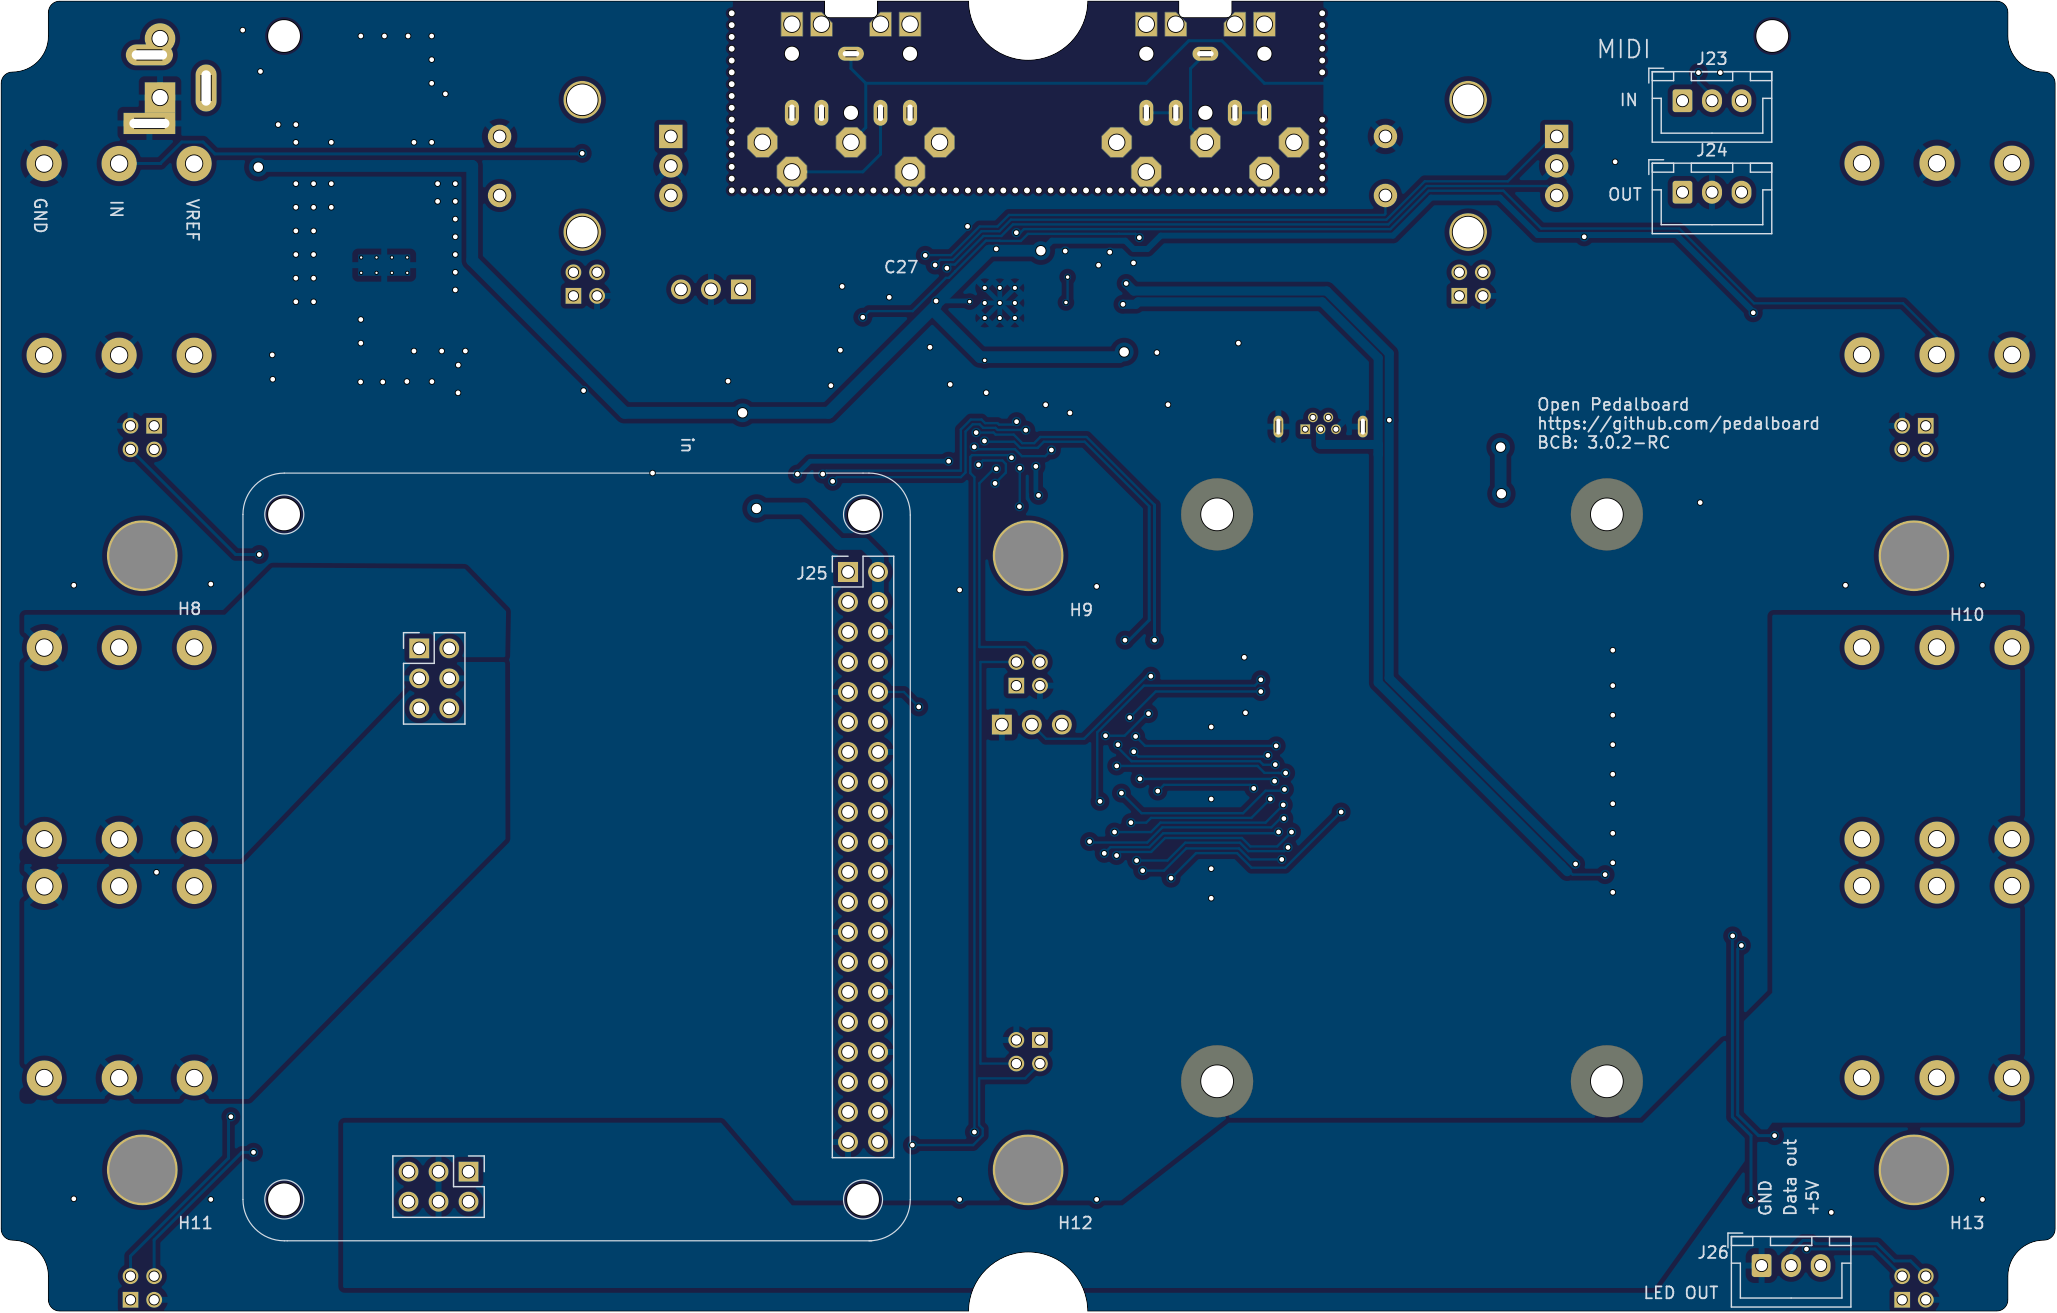 MIDI
J23
IN
J24
OUT
GND
IN
VREF
C27
Open Pedalboard
https://github.com/pedalboard
BCB: 3.0.2-RC
in
J25
H8
H9
H10
GND
Data out
+5V
H11
H12
H13
J26
LED OUT